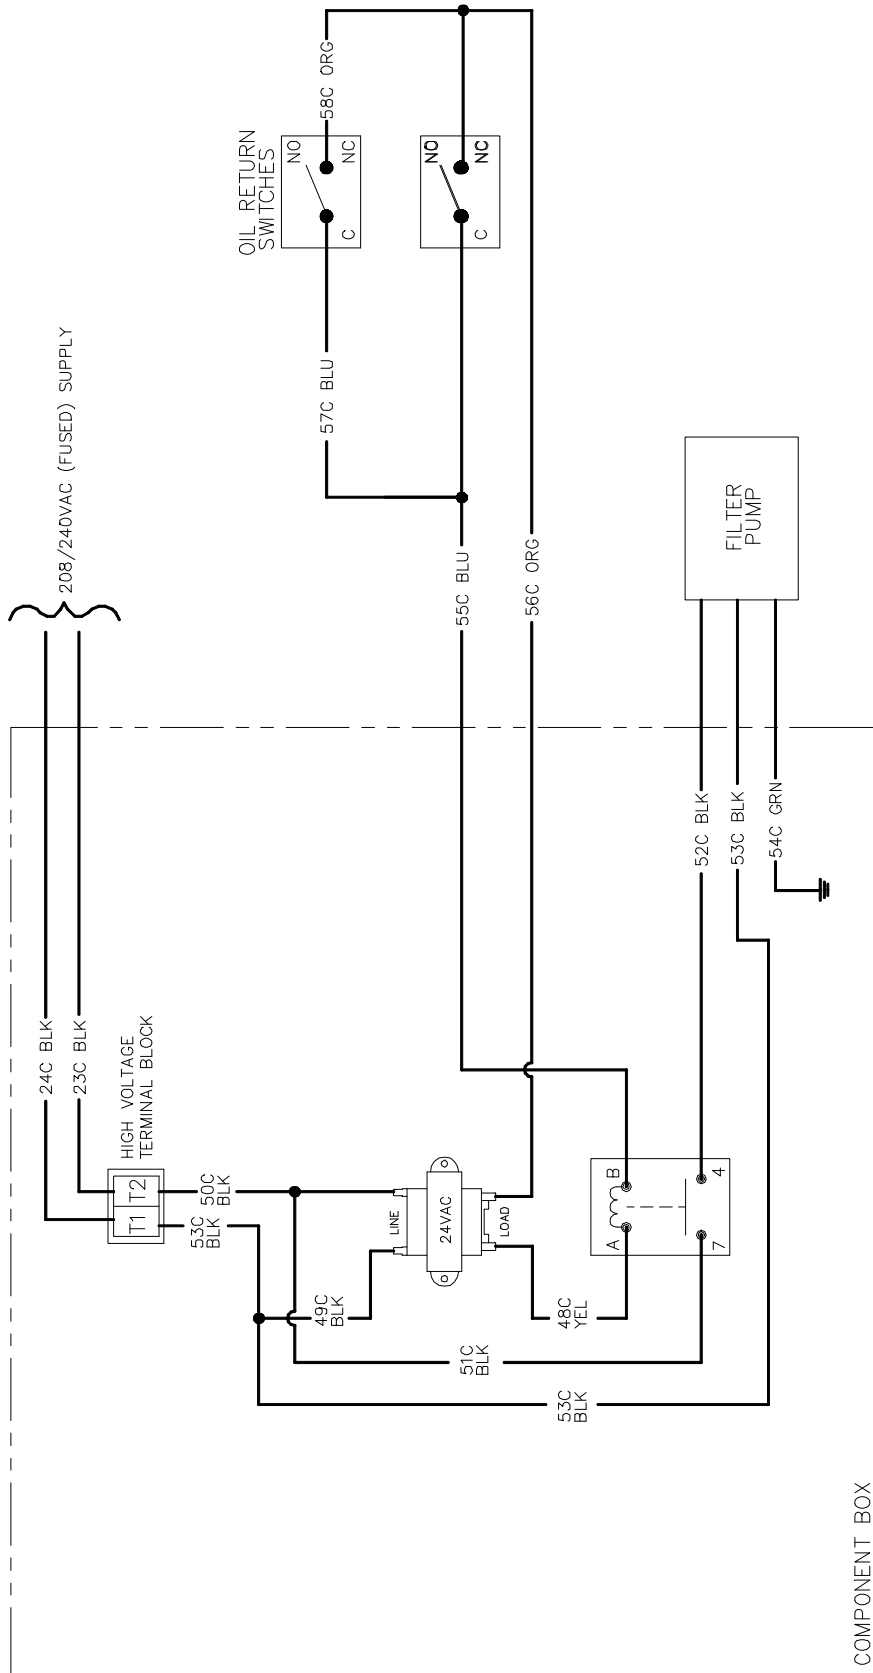 58C ORG
OIL RETURN
SWITCHES
NO
NC
C
NO
NC
C
208/240VAC (FUSED) SUPPLY
57C BLU
55C BLU
56C ORG
FILTER
PUMP
52C BLK
53C BLK
54C GRN
24C BLK
23C BLK
HIGH VOLTAGE
TERMINAL BLOCK
T1
T2
50C
BLK
53C
BLK
LINE
24VAC
LOAD
49C
BLK
48C
YEL
A
B
7
4
51C
BLK
53C
BLK
COMPONENT BOX